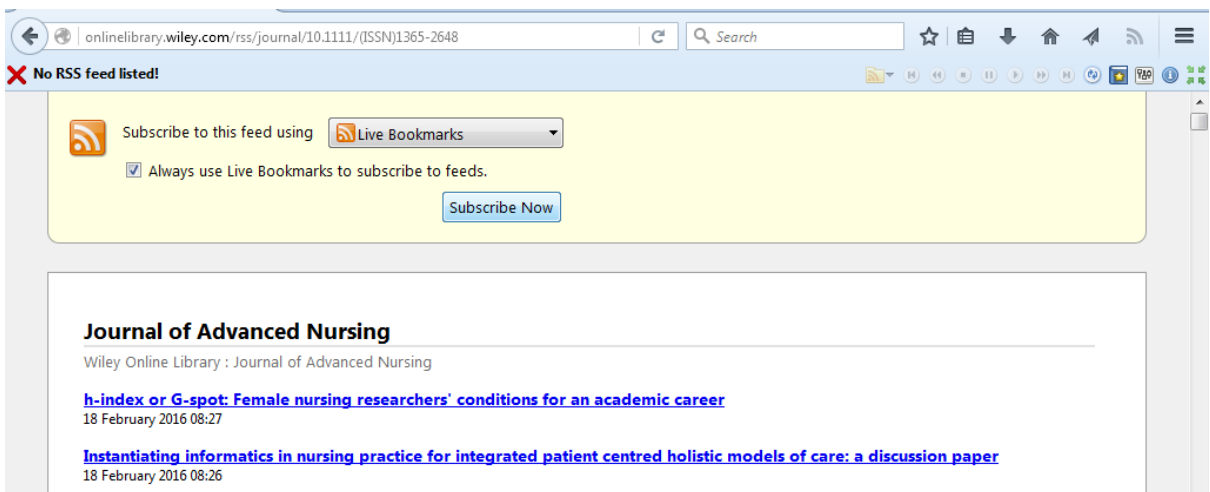 onlinelibrary.wiley.com/rss/journal/10.1111/(ISSN)1365-2648
Search
No RSS feed listed!
Subscribe to this feed using Live Bookmarks
Always use Live Bookmarks to subscribe to feeds.
Subscribe Now
Journal of Advanced Nursing
Wiley Online Library : Journal of Advanced Nursing
h-index or G-spot: Female nursing researchers' conditions for an academic career
18 February 2016 08:27
Instantiating informatics in nursing practice for integrated patient centred holistic models of care: a discussion paper
18 February 2016 08:26